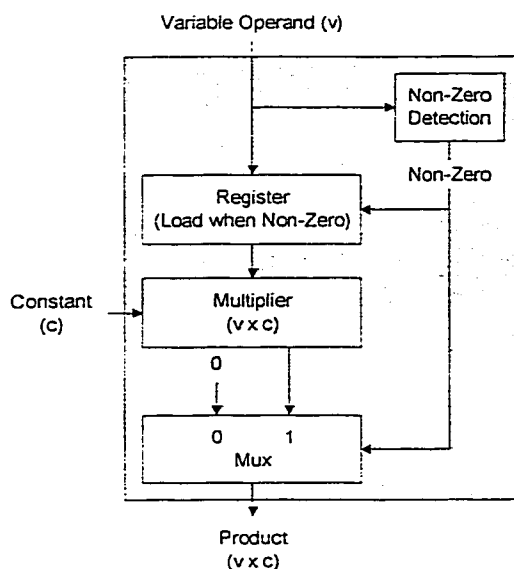 Variable Operand (v)
Non-Zero
Detection
Non-Zero
Register
(Load when Non-Zero)
Constant
(c)
Multiplier
(v x c)
0
0 1
Mux
Product
(v x c)